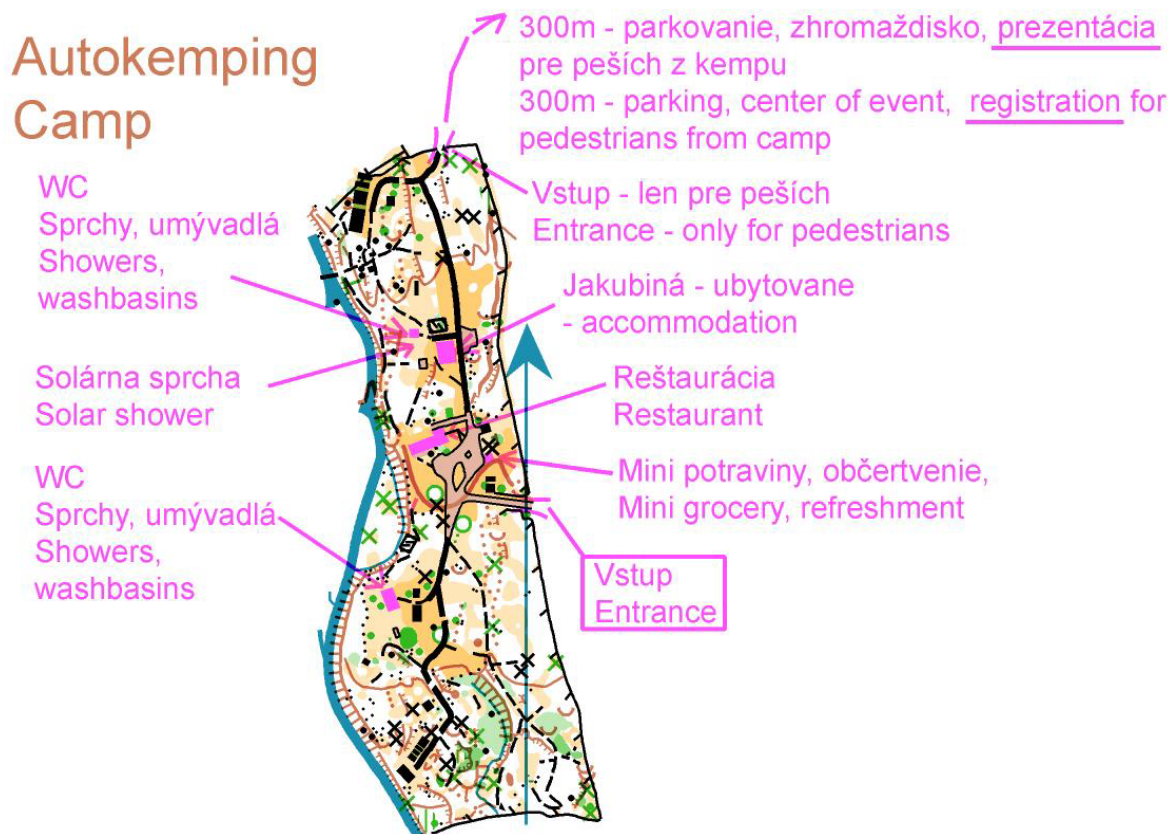 Autokemping
Camp
300m - parkovanie, zhromaždisko, prezentácia
pre peších z kempu
300m - parking, center of event, registration for
pedestrians from camp
WC
Sprchy, umývadlá
Showers,
washbasins
Vstup - len pre peších
Entrance - only for pedestrians
Jakubiná - ubytovane
- accommodation
Solárna sprcha
Solar shower
Reštaurácia
Restaurant
WC
Sprchy, umývadlá
Showers,
washbasins
Mini potraviny, občertvenie,
Mini grocery, refreshment
Vstup
Entrance